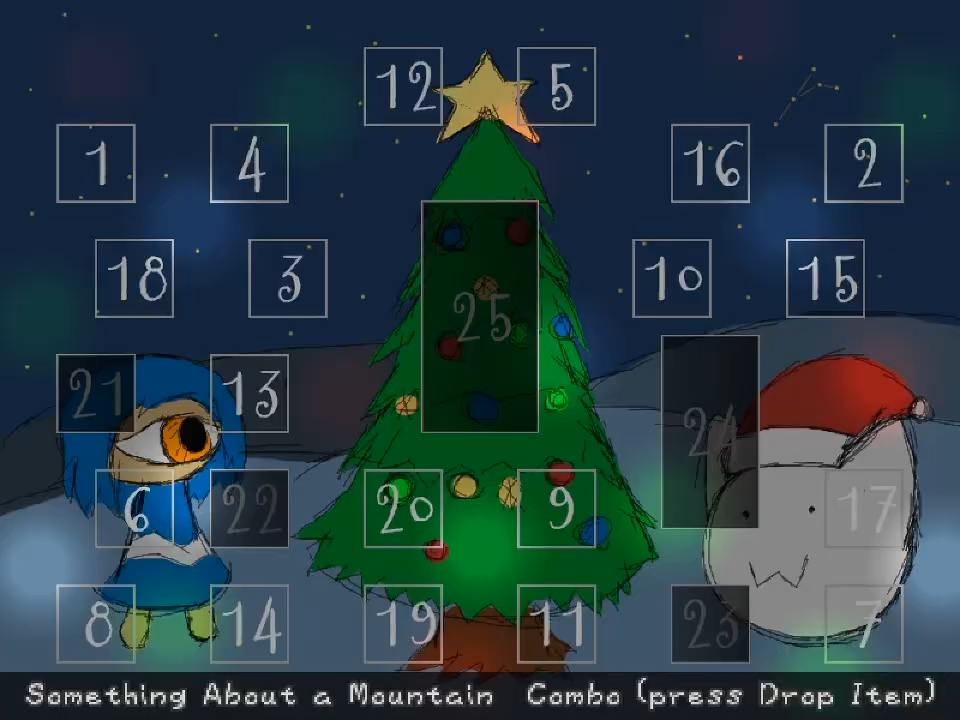 12 5
1 4 16 2
18 3 10 15
25
21 13
24
6 22 20 9 17
8 14 19 11 23 7
Something About a Mountain Combo (press Drop Item)